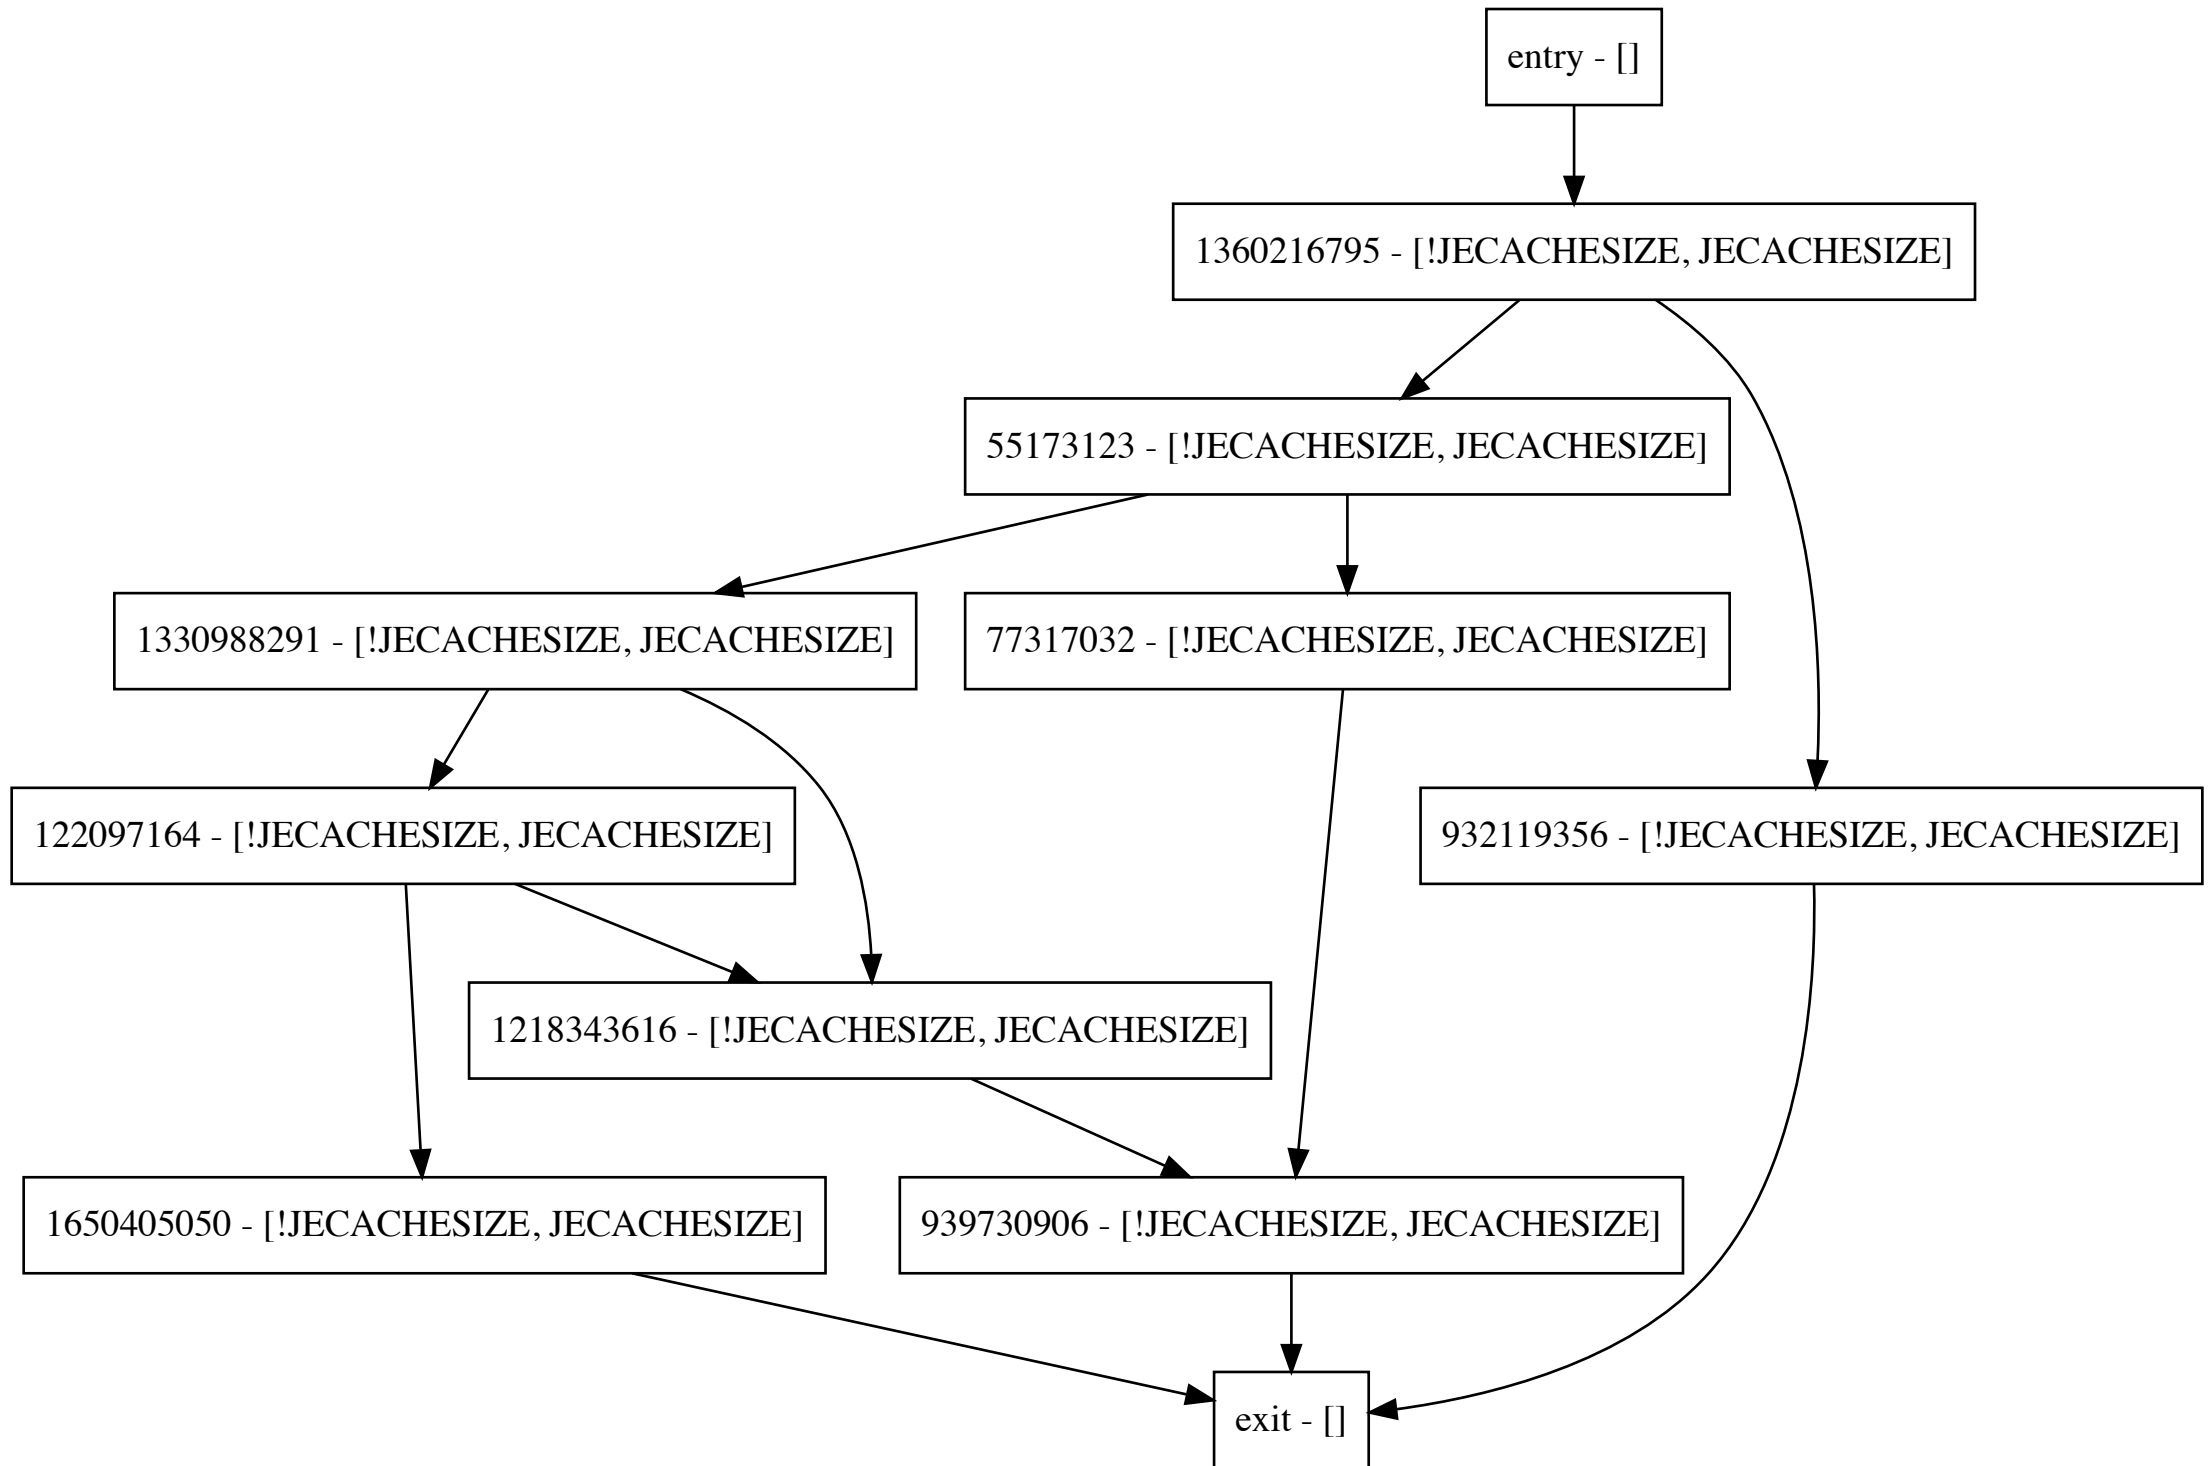 entry - []
1360216795 - [!JECACHESIZE, JECACHESIZE]
55173123 - [!JECACHESIZE, JECACHESIZE]
1330988291 - [!JECACHESIZE, JECACHESIZE]
77317032 - [!JECACHESIZE, JECACHESIZE]
122097164 - [!JECACHESIZE, JECACHESIZE]
932119356 - [!JECACHESIZE, JECACHESIZE]
1218343616 - [!JECACHESIZE, JECACHESIZE]
1650405050 - [!JECACHESIZE, JECACHESIZE]
939730906 - [!JECACHESIZE, JECACHESIZE]
exit - []